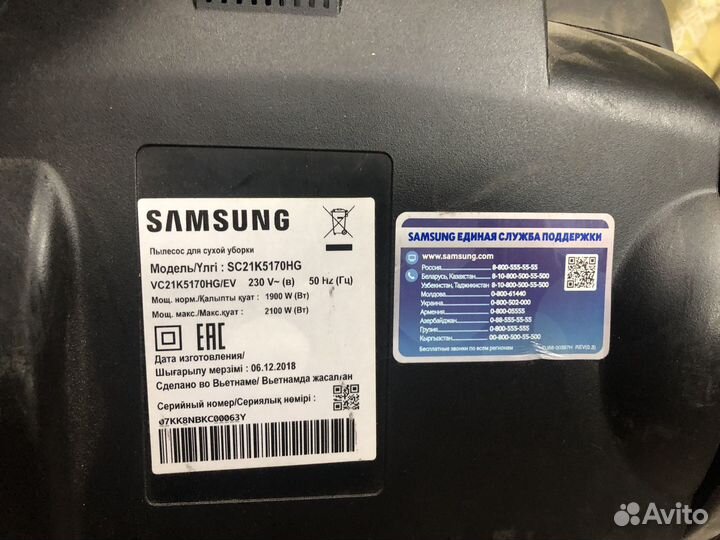 SAMSUNG
Пылесос для сухой уборки
Модель/Үлгі : SC21K5170HG
VC21K5170HG/EV 230 V~ (в) 50 Hz (Гц)
Мощ. норм./Қалыпты қуат : 1900 W (Вт)
Мощ. макс./Макс.қуат : 2100 W (Вт)
EAC
Дата изготовления/
Шығарылу мерзімі : 06.12.2018
Сделано во Вьетнаме/ Вьетнамда жасалған
Серийный номер/Сериялық нөмірі :
07KK8NBKC00063Y
SAMSUNG ЕДИНАЯ СЛУЖБА ПОДДЕРЖКИ
www.samsung.com
Россия 8-800-555-55-55
Беларусь, Казахстан 8-10-800-500-55-500
Узбекистан, Таджикистан 8-10-800-500-55-500
Молдова 0-800-61440
Украина 0-800-502-000
Армения 0-800-05555
Азербайджан 0-88-555-55-55
Грузия 0-800-555-555
Кыргызстан 00-800-500-55-500
Бесплатные звонки по всем регионам
Avito